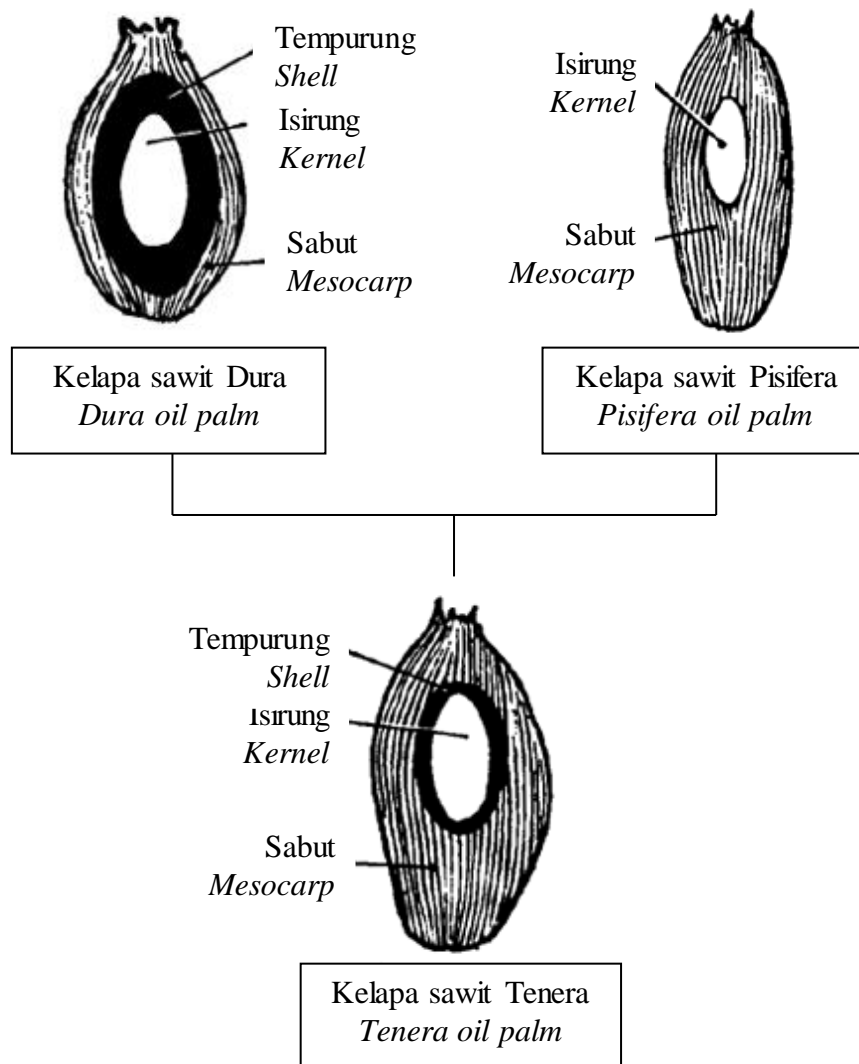 Tempurung
Shell
Isirung
Kernel
Sabut
Mesocarp
Isirung
Kernel
Sabut
Mesocarp
Kelapa sawit Dura
Dura oil palm
Kelapa sawit Pisifera
Pisifera oil palm
Tempurung
Shell
Isirung
Kernel
Sabut
Mesocarp
Kelapa sawit Tenera
Tenera oil palm